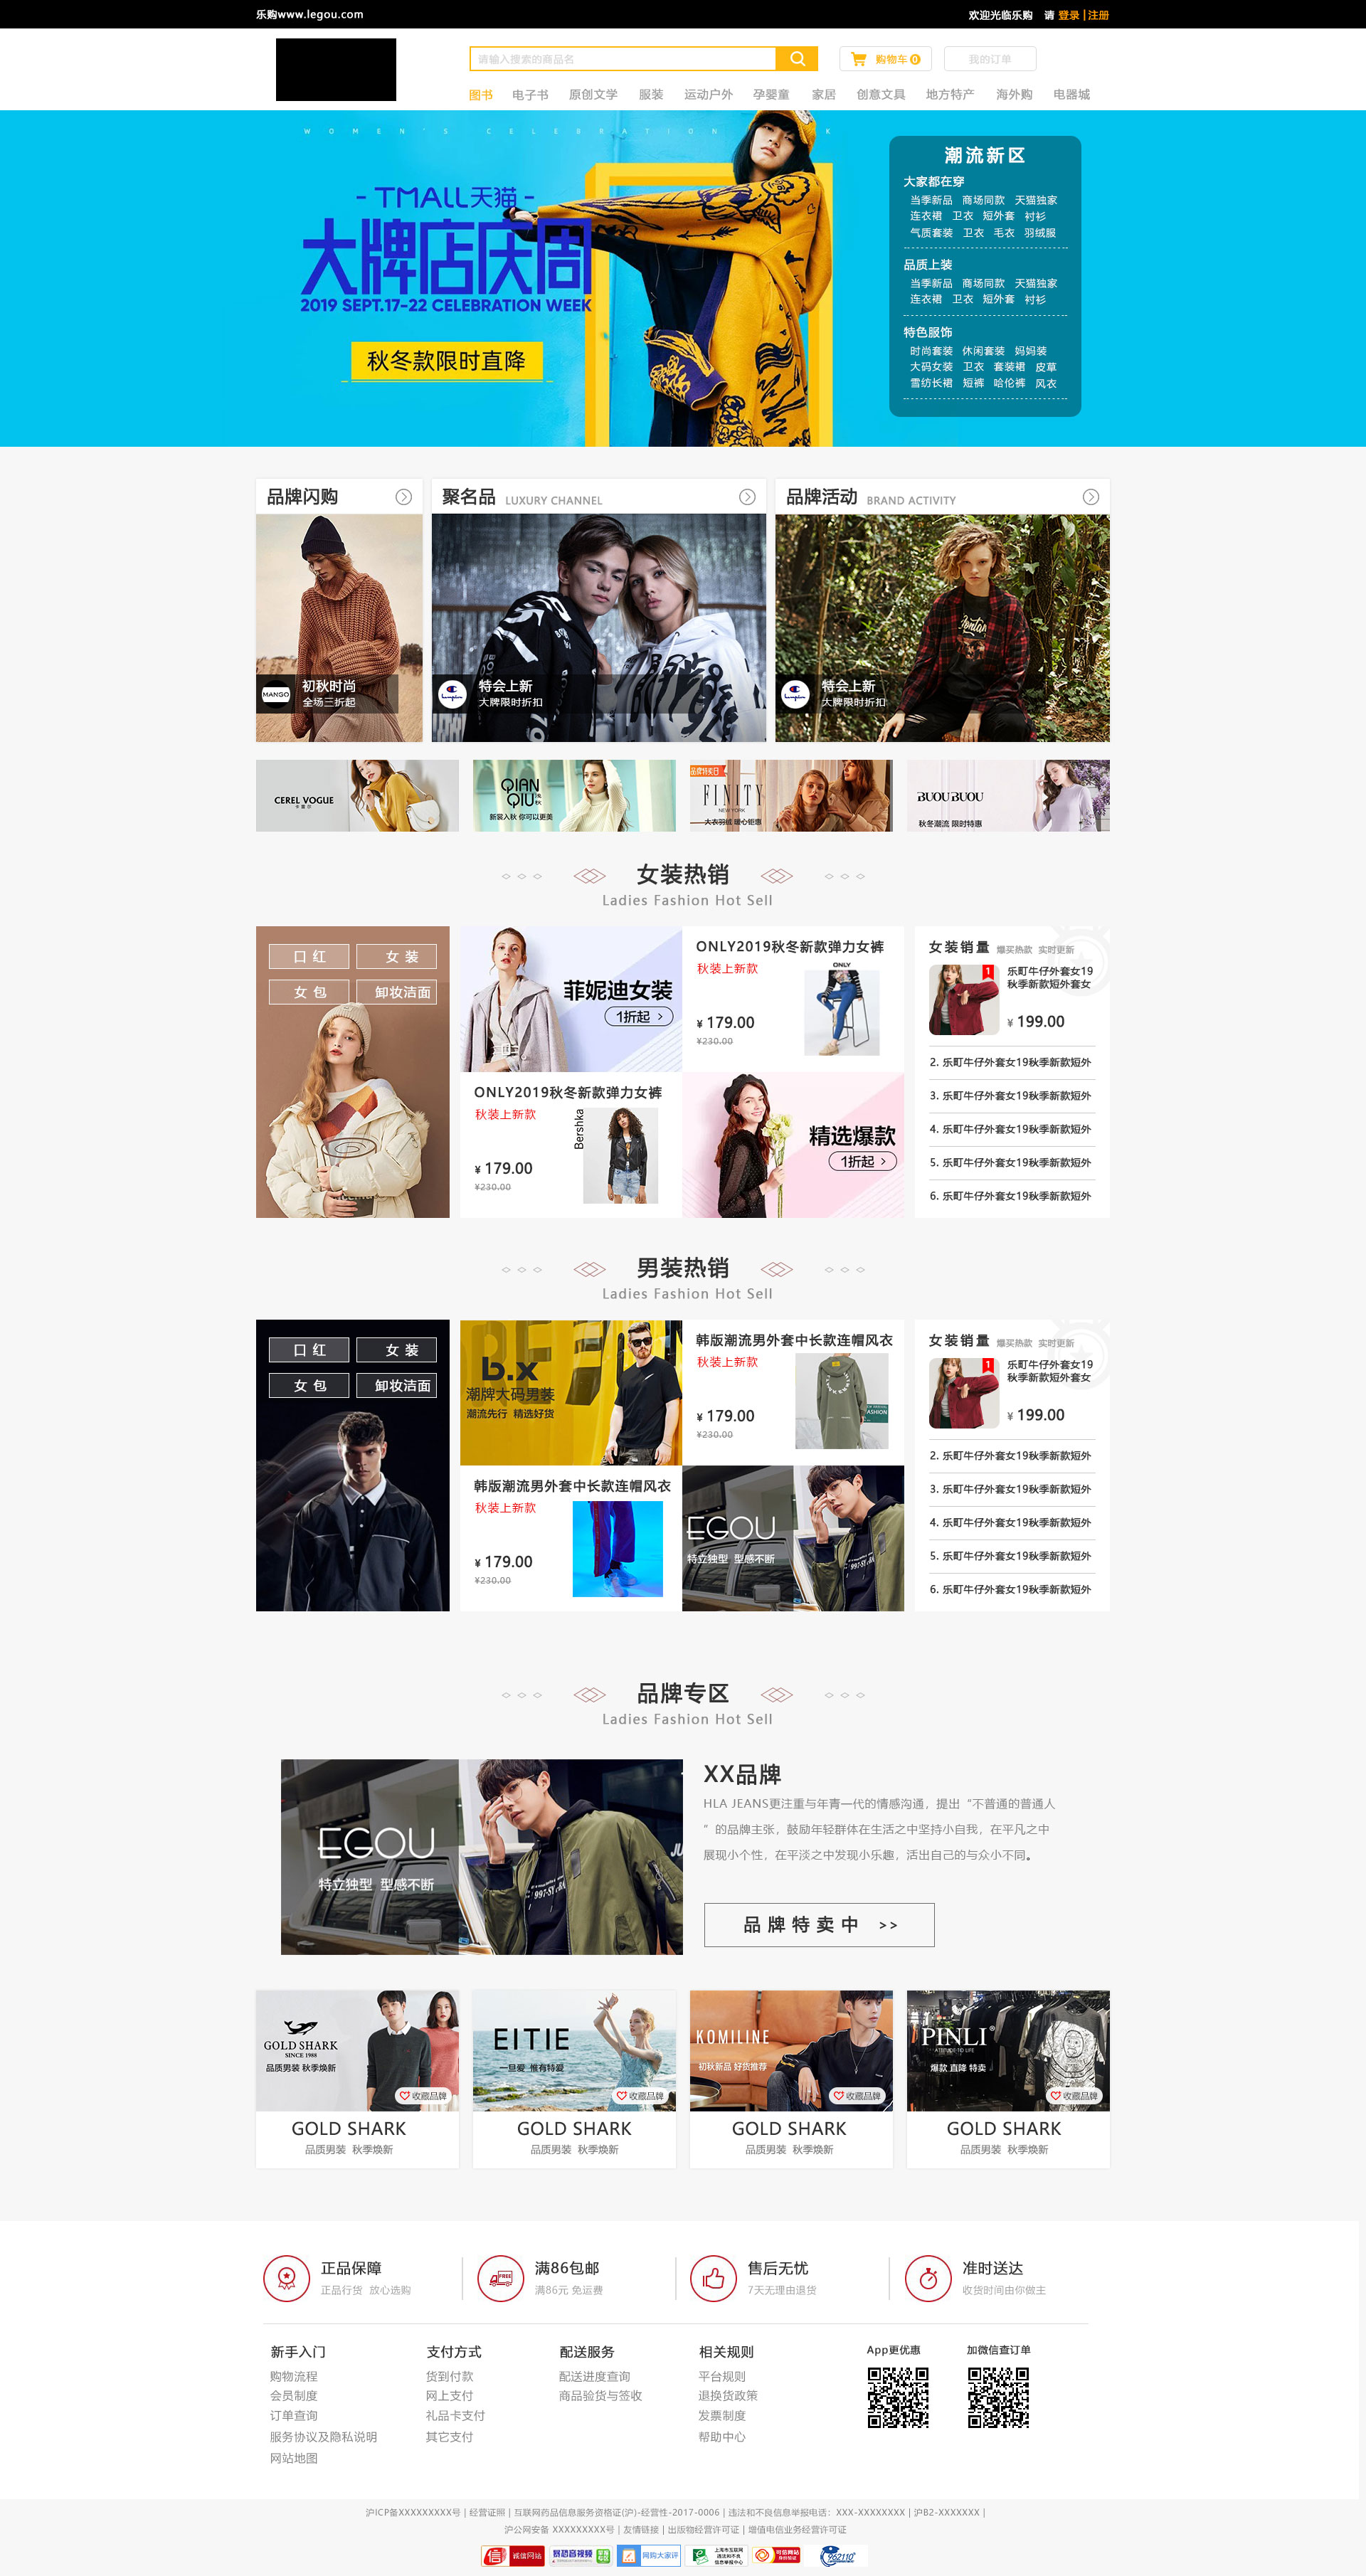 乐购www.legou.com
欢迎光临乐购 请 登录 | 注册
请输入搜索的商品名
购物车 0
我的订单
图书 电子书 原创文学 服装 运动户外 孕婴童 家居 创意文具 地方特产 海外购 电器城
WOMEN'S CELEBRATION K
- TMALL天猫 -
大牌店庆周
2019 SEPT.17-22 CELEBRATION WEEK
秋冬款限时直降
潮流新区
大家都在穿
当季新品 商场同款 天猫独家
连衣裙 卫衣 短外套 衬衫
气质套装 卫衣 毛衣 羽绒服
品质上装
当季新品 商场同款 天猫独家
连衣裙 卫衣 短外套 衬衫
特色服饰
时尚套装 休闲套装 妈妈装
大码女装 卫衣 套装裙 皮草
雪纺长裙 短裤 哈伦裤 风衣
品牌闪购
聚名品 LUXURY CHANNEL
品牌活动 BRAND ACTIVITY
MANGO
初秋时尚
全场三折起
Champion
特会上新
大牌限时折扣
Champion
特会上新
大牌限时折扣
CEREL VOGUE
卡蕾尔
QIAN
QIU 浅秋
新装入秋 你可以更美
品牌特卖日
FINITY
NEW YORK
大衣羽绒 暖心钜惠
BUOUBUOU
秋冬潮流 限时特惠
女装热销
Ladies Fashion Hot Sell
口 红
女 装
女 包
卸妆洁面
菲妮迪女装
1折起 >
ONLY2019秋冬新款弹力女裤
秋装上新款
ONLY
¥ 179.00
¥230.00
ONLY2019秋冬新款弹力女裤
秋装上新款
Bershka
¥ 179.00
¥230.00
精选爆款
1折起 >
女装销量 爆买热款 实时更新
1
乐町牛仔外套女19
秋季新款短外套女
¥ 199.00
2. 乐町牛仔外套女19秋季新款短外
3. 乐町牛仔外套女19秋季新款短外
4. 乐町牛仔外套女19秋季新款短外
5. 乐町牛仔外套女19秋季新款短外
6. 乐町牛仔外套女19秋季新款短外
男装热销
Ladies Fashion Hot Sell
口 红
女 装
女 包
卸妆洁面
b.x
潮牌大码男装
潮流先行 精选好货
韩版潮流男外套中长款连帽风衣
秋装上新款
FASHION
¥ 179.00
¥230.00
韩版潮流男外套中长款连帽风衣
秋装上新款
¥ 179.00
¥230.00
EGOU
特立独型 型感不断
女装销量 爆买热款 实时更新
1
乐町牛仔外套女19
秋季新款短外套女
¥ 199.00
2. 乐町牛仔外套女19秋季新款短外
3. 乐町牛仔外套女19秋季新款短外
4. 乐町牛仔外套女19秋季新款短外
5. 乐町牛仔外套女19秋季新款短外
6. 乐町牛仔外套女19秋季新款短外
品牌专区
Ladies Fashion Hot Sell
EGOU
特立独型 型感不断
XX品牌
HLA JEANS更注重与年青一代的情感沟通，提出“不普通的普通人
”的品牌主张，鼓励年轻群体在生活之中坚持小自我，在平凡之中
展现小个性，在平淡之中发现小乐趣，活出自己的与众小不同。
品牌特卖中 >>
GOLD SHARK
SINCE 1988
品质男装 秋季焕新
收藏品牌
GOLD SHARK
品质男装 秋季焕新
EITIE
一旦爱 惟有特爱
收藏品牌
GOLD SHARK
品质男装 秋季焕新
KOMILINE
初秋新品 好货推荐
收藏品牌
GOLD SHARK
品质男装 秋季焕新
PINLI®
ATTITUDE TO LIFE
爆款 直降 特卖
收藏品牌
GOLD SHARK
品质男装 秋季焕新
正品保障
正品行货 放心选购
FREE
满86包邮
满86元 免运费
售后无忧
7天无理由退货
准时送达
收货时间由你做主
新手入门
购物流程
会员制度
订单查询
服务协议及隐私说明
网站地图
支付方式
货到付款
网上支付
礼品卡支付
其它支付
配送服务
配送进度查询
商品验货与签收
相关规则
平台规则
退换货政策
发票制度
帮助中心
App更优惠
加微信查订单
沪ICP备XXXXXXXXX号 | 经营证照 | 互联网药品信息服务资格证(沪)-经营性-2017-0006 | 违法和不良信息举报电话：XXX-XXXXXXXX | 沪B2-XXXXXXX |
沪公网安备 XXXXXXXXX号 | 友情链接 | 出版物经营许可证 | 增值电信业务经营许可证
信 诚信网站
暴恐音视频
网购大家评
上海市互联网
违法和不良
信息举报中心
可信网站
962110